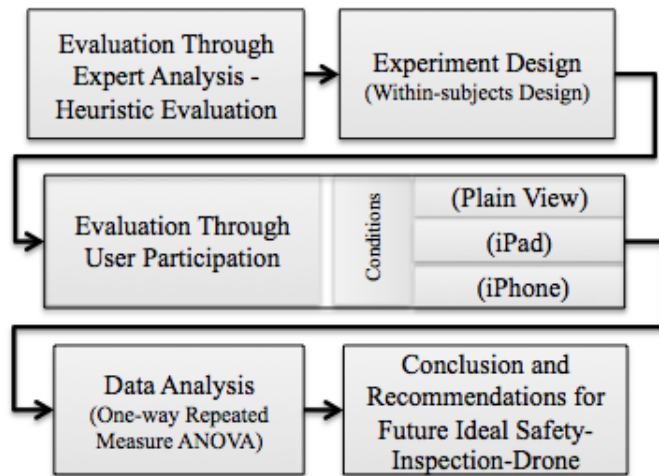 Evaluation Through
Expert Analysis -
Heuristic Evaluation
Experiment Design
(Within-subjects Design)
Evaluation Through
User Participation
Conditions
(Plain View)
(iPad)
(iPhone)
Data Analysis
(One-way Repeated
Measure ANOVA)
Conclusion and
Recommendations for
Future Ideal Safety-
Inspection-Drone